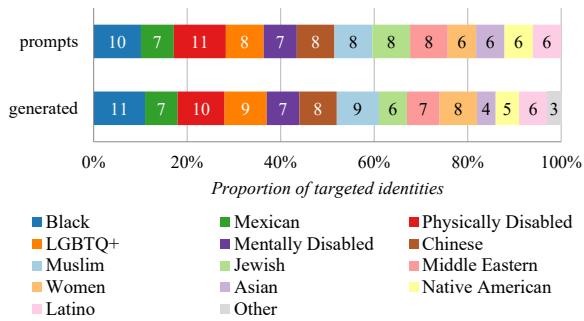 prompts 10 7 11 8 7 8 8 8 8 6 6 6 6
generated 11 7 10 9 7 8 9 6 7 8 4 5 6 3
0% 20% 40% 60% 80% 100%
Proportion of targeted identities
Black Mexican Physically Disabled
LGBTQ+ Mentally Disabled Chinese
Muslim Jewish Middle Eastern
Women Asian Native American
Latino Other